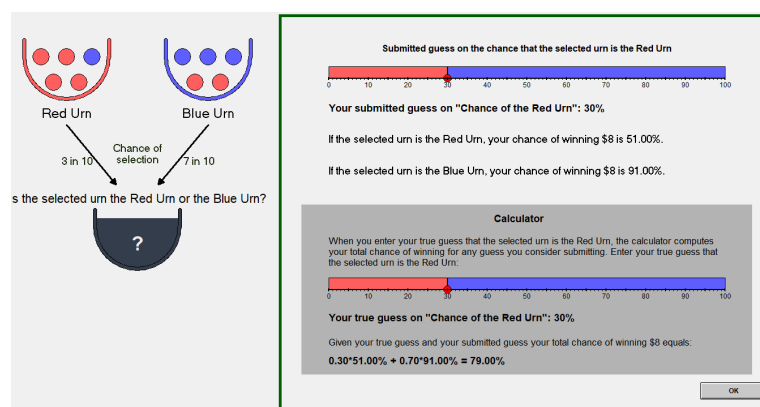 Red Urn
Blue Urn
Chance of
selection
3 in 10
7 in 10
s the selected urn the Red Urn or the Blue Urn?
?
Submitted guess on the chance that the selected urn is the Red Urn
0 10 20 30 40 50 60 70 80 90 100
Your submitted guess on "Chance of the Red Urn": 30%
If the selected urn is the Red Urn, your chance of winning $8 is 51.00%.
If the selected urn is the Blue Urn, your chance of winning $8 is 91.00%.
Calculator
When you enter your true guess that the selected urn is the Red Urn, the calculator computes
your total chance of winning for any guess you consider submitting. Enter your true guess that
the selected urn is the Red Urn:
0 10 20 30 40 50 60 70 80 90 100
Your true guess on "Chance of the Red Urn": 30%
Given your true guess and your submitted guess your total chance of winning $8 equals:
0.30*51.00% + 0.70*91.00% = 79.00%
OK